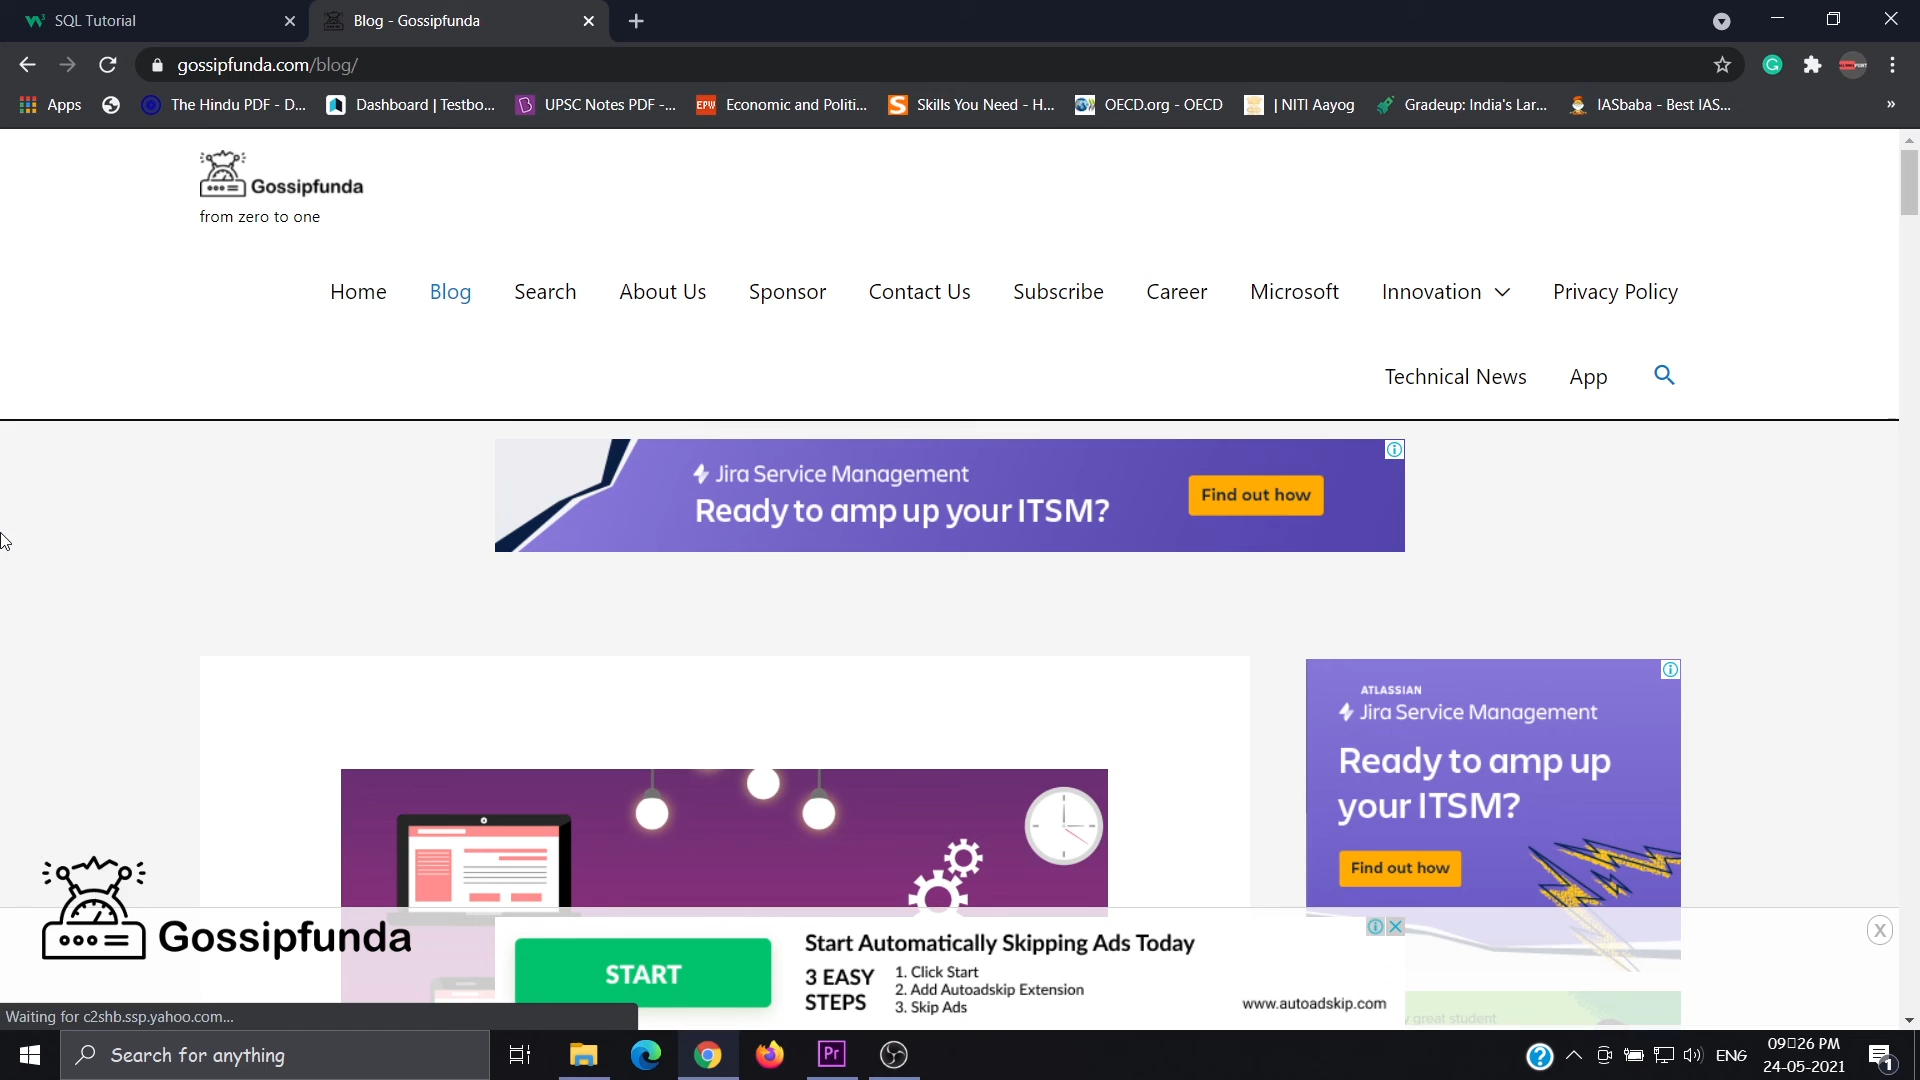 SQL Tutorial
Blog - Gossipfunda
gossipfunda.com/blog/
Apps
The Hindu PDF - D...
Dashboard | Testbo...
UPSC Notes PDF -...
EPW
Economic and Politi...
Skills You Need - H...
OECD.org - OECD
| NITI Aayog
Gradeup: India's Lar...
IASbaba - Best IAS...
»
Gossipfunda
from zero to one
Home
Blog
Search
About Us
Sponsor
Contact Us
Subscribe
Career
Microsoft
Innovation
Privacy Policy
Technical News
App
Jira Service Management
Ready to amp up your ITSM?
Find out how
ATLASSIAN
Jira Service Management
Ready to amp up
your ITSM?
Find out how
Gossipfunda
START
Start Automatically Skipping Ads Today
3 EASY
STEPS
1. Click Start
2. Add Autoadskip Extension
3. Skip Ads
www.autoadskip.com
great student
Waiting for c2shb.ssp.yahoo.com...
Search for anything
Pr
ENG
09▯26 PM
24-05-2021
1